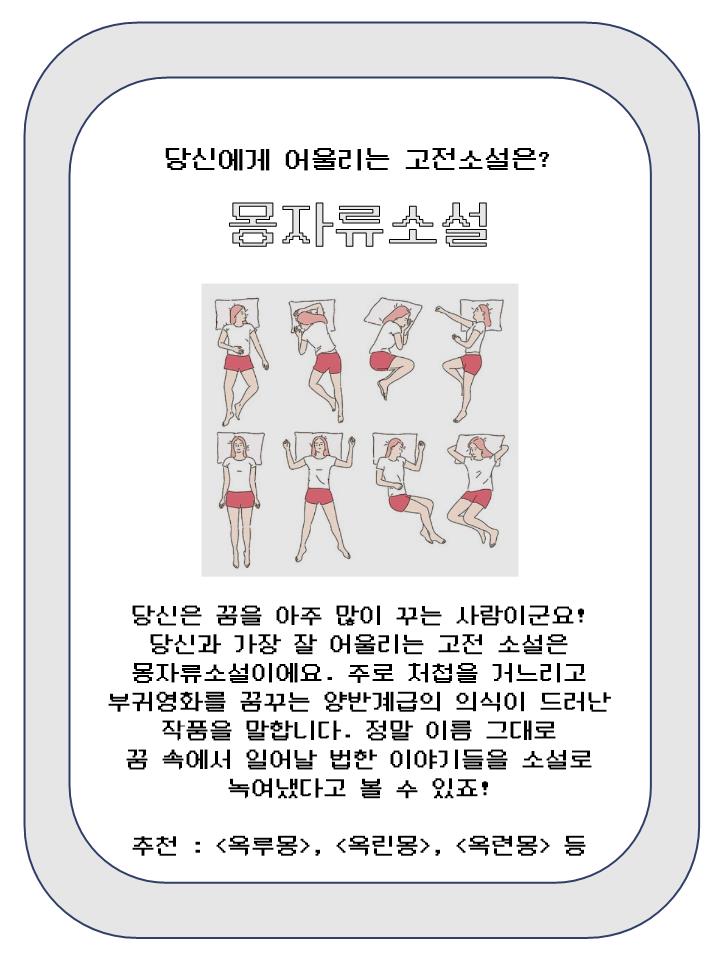 당신에게 어울리는 고전소설은?
몽자류소설
당신은 꿈을 아주 많이 꾸는 사람이군요!
당신과 가장 잘 어울리는 고전 소설은
몽자류소설이에요. 주로 처첩을 거느리고
부귀영화를 꿈꾸는 양반계급의 의식이 드러난
작품을 말합니다. 정말 이름 그대로
꿈 속에서 일어날 법한 이야기들을 소설로
녹여냈다고 볼 수 있죠!
추천 : <옥루몽>, <옥린몽>, <옥련몽> 등